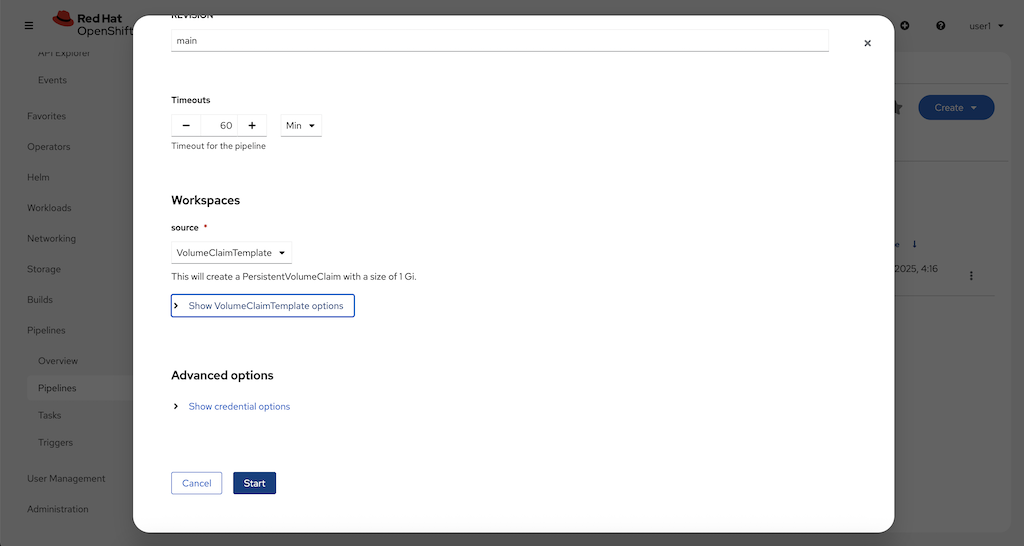 Red Hat
OpenShift
user1
API Explorer
Events
Favorites
Operators
Helm
Workloads
Networking
Storage
Builds
Pipelines
Overview
Pipelines
Tasks
Triggers
User Management
Administration
REVISION
main
Timeouts
60
Min
Timeout for the pipeline
Workspaces
source *
VolumeClaimTemplate
This will create a PersistentVolumeClaim with a size of 1 Gi.
Show VolumeClaimTemplate options
Advanced options
Show credential options
Cancel
Start
Create
2025, 4:16